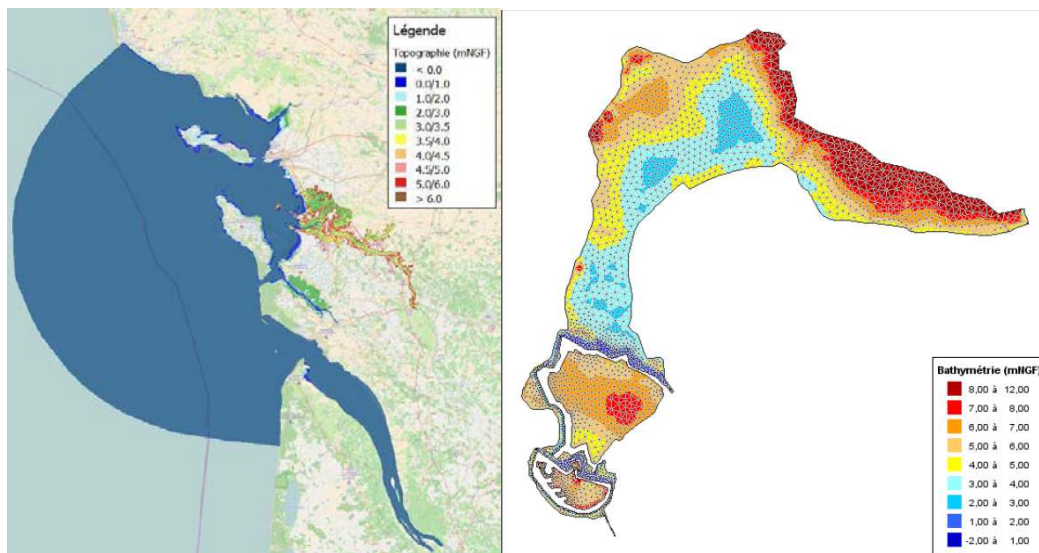 Légende
Topographie (mNGF)
< 0.0
0.0/1.0
1.0/2.0
2.0/3.0
3.0/3.5
3.5/4.0
4.0/4.5
4.5/5.0
5.0/6.0
> 6.0
Bathymétrie (mNGF)
8,00 à 12,00
7,00 à 8,00
6,00 à 7,00
5,00 à 6,00
4,00 à 5,00
3,00 à 4,00
2,00 à 3,00
1,00 à 2,00
-2,00 à 1,00